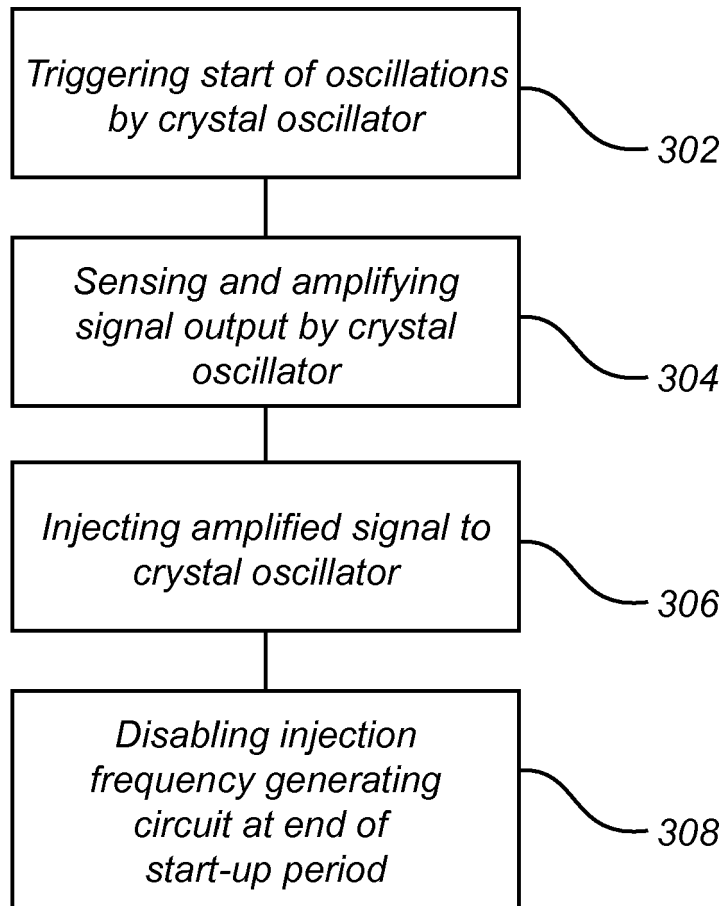 Triggering start of oscillations
by crystal oscillator
302
Sensing and amplifying
signal output by crystal
oscillator
304
Injecting amplified signal to
crystal oscillator
306
Disabling injection
frequency generating
circuit at end of
start-up period
308